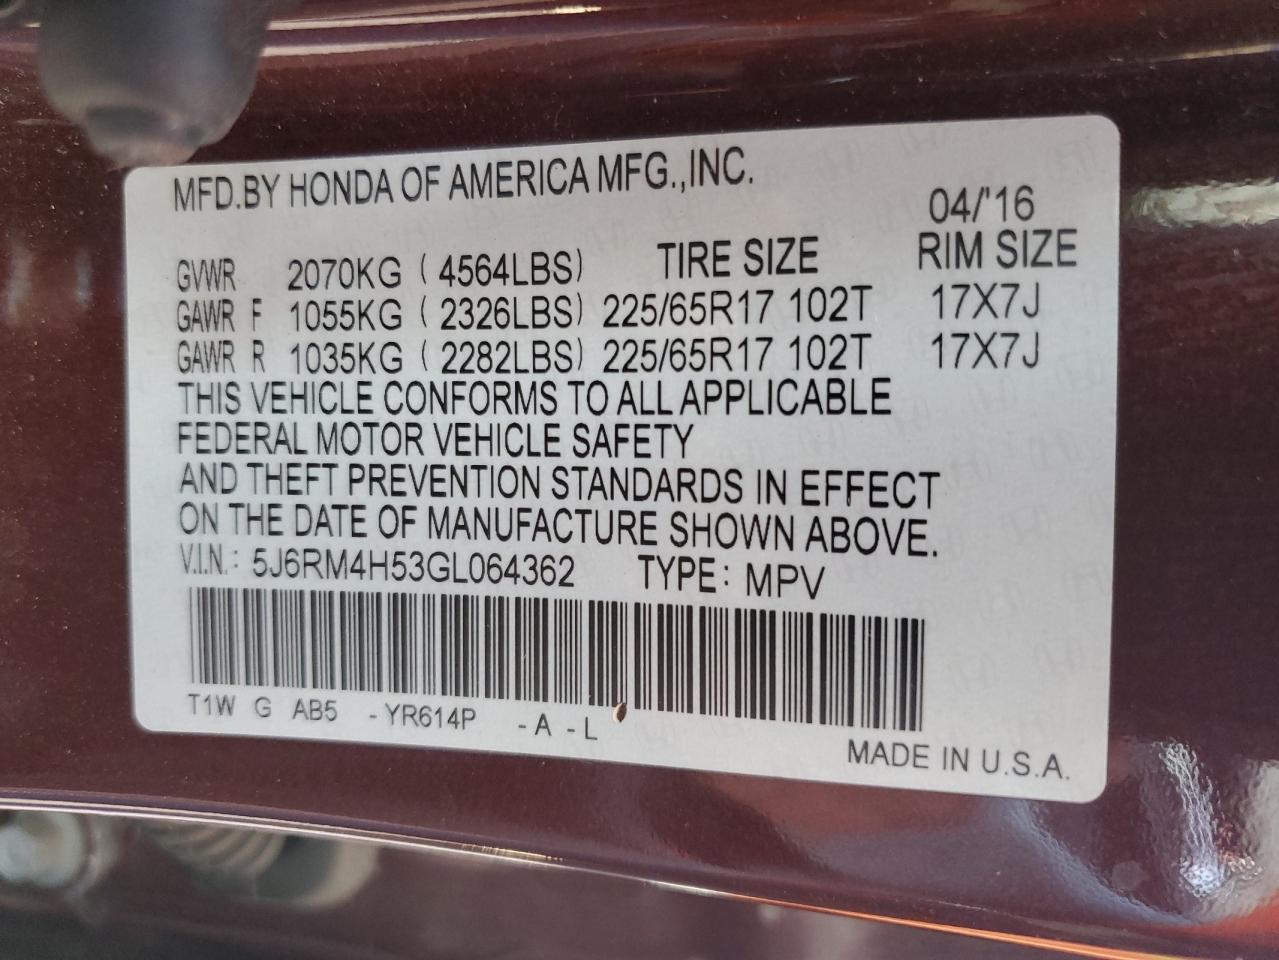 MFD.BY HONDA OF AMERICA MFG.,INC.
04/'16
GVWR 2070KG ( 4564LBS) TIRE SIZE RIM SIZE
GAWR F 1055KG ( 2326LBS) 225/65R17 102T 17X7J
GAWR R 1035KG ( 2282LBS) 225/65R17 102T 17X7J
THIS VEHICLE CONFORMS TO ALL APPLICABLE
FEDERAL MOTOR VEHICLE SAFETY
AND THEFT PREVENTION STANDARDS IN EFFECT
ON THE DATE OF MANUFACTURE SHOWN ABOVE.
V.I.N.: 5J6RM4H53GL064362 TYPE: MPV
T1W G AB5 -YR614P -A -L
MADE IN U.S.A.